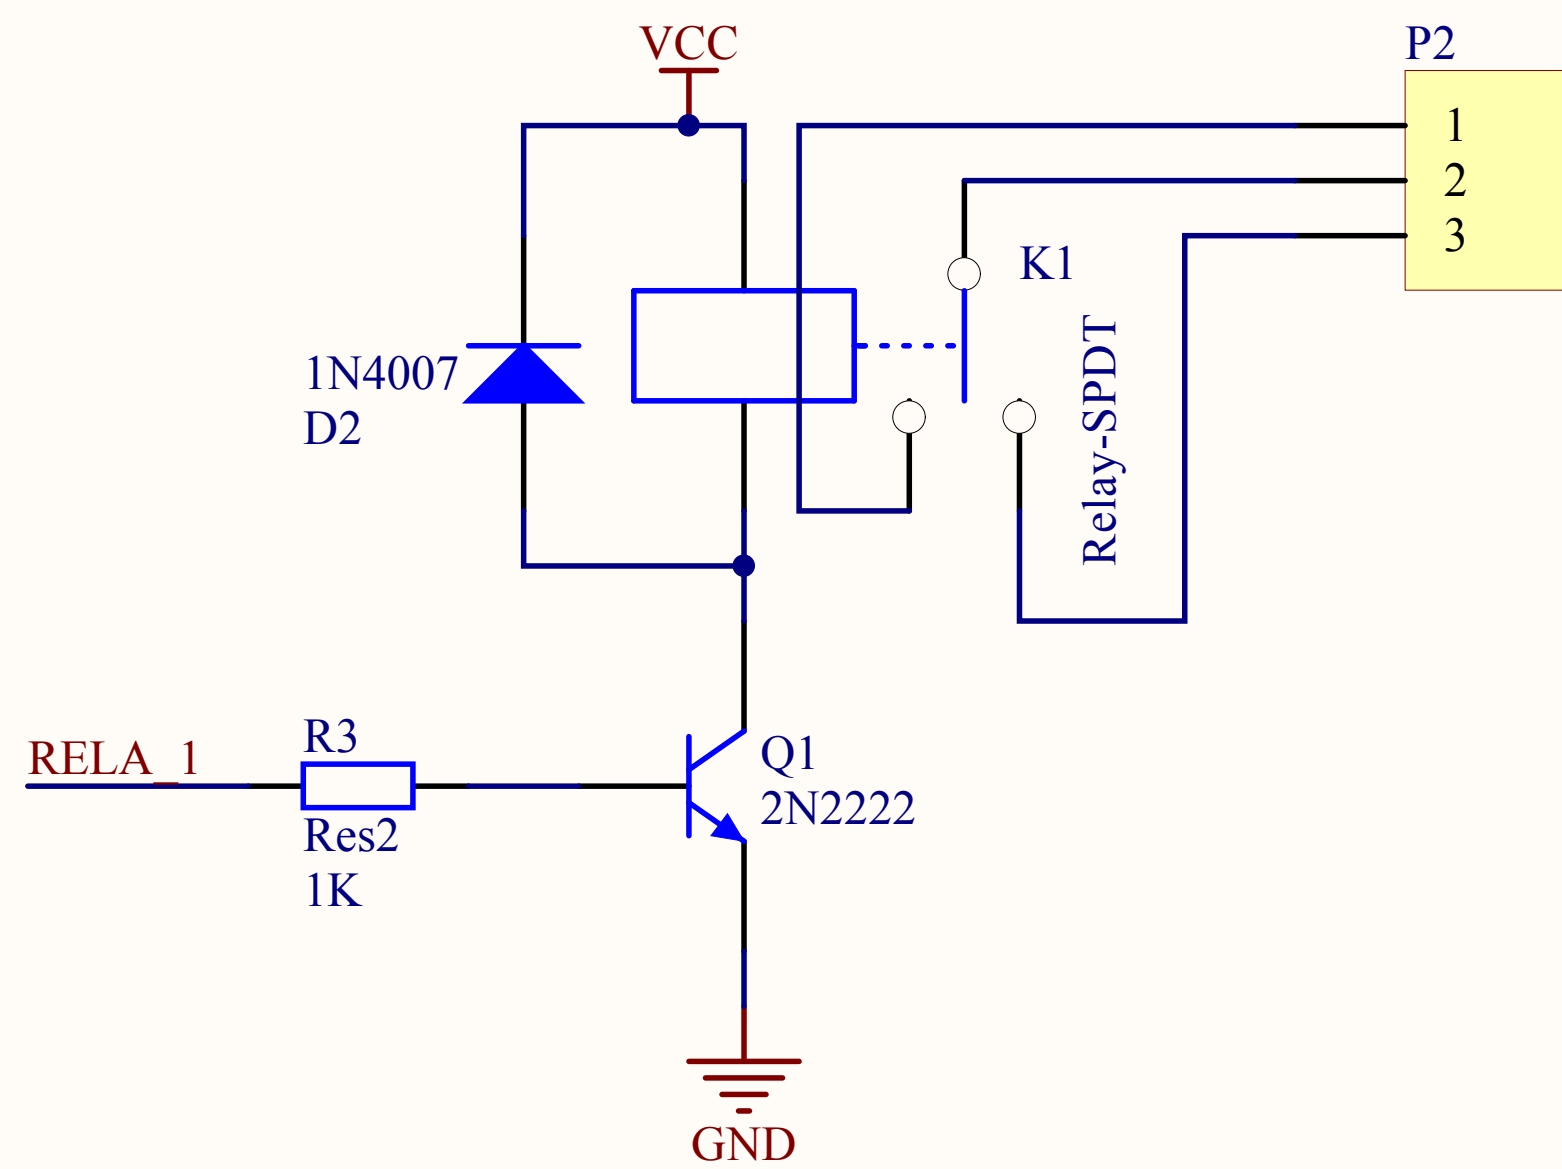 VCC
P2
1
2
3
K1
Relay-SPDT
1N4007
D2
R3
RELA_1
Res2
1K
Q1
2N2222
GND